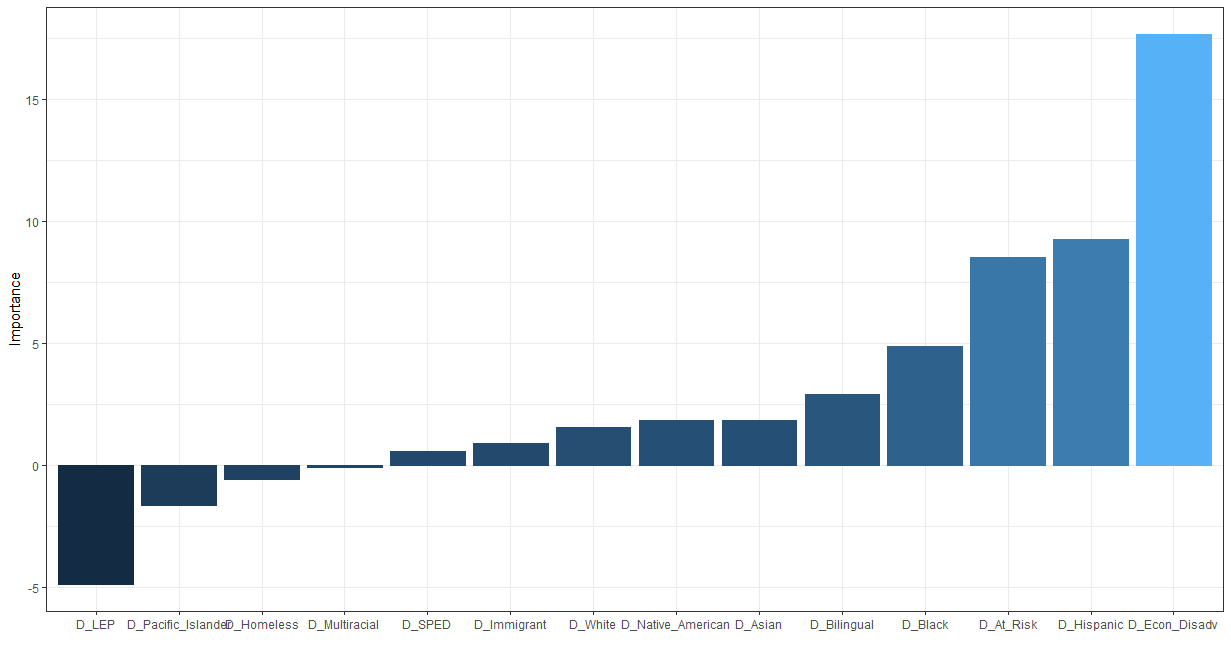 Importance
15
10
5
0
-5
D_LEP D_Pacific_Islander D_Homeless D_Multiracial D_SPED D_Immigrant D_White D_Native_American D_Asian D_Bilingual D_Black D_At_Risk D_Hispanic D_Econ_Disadv